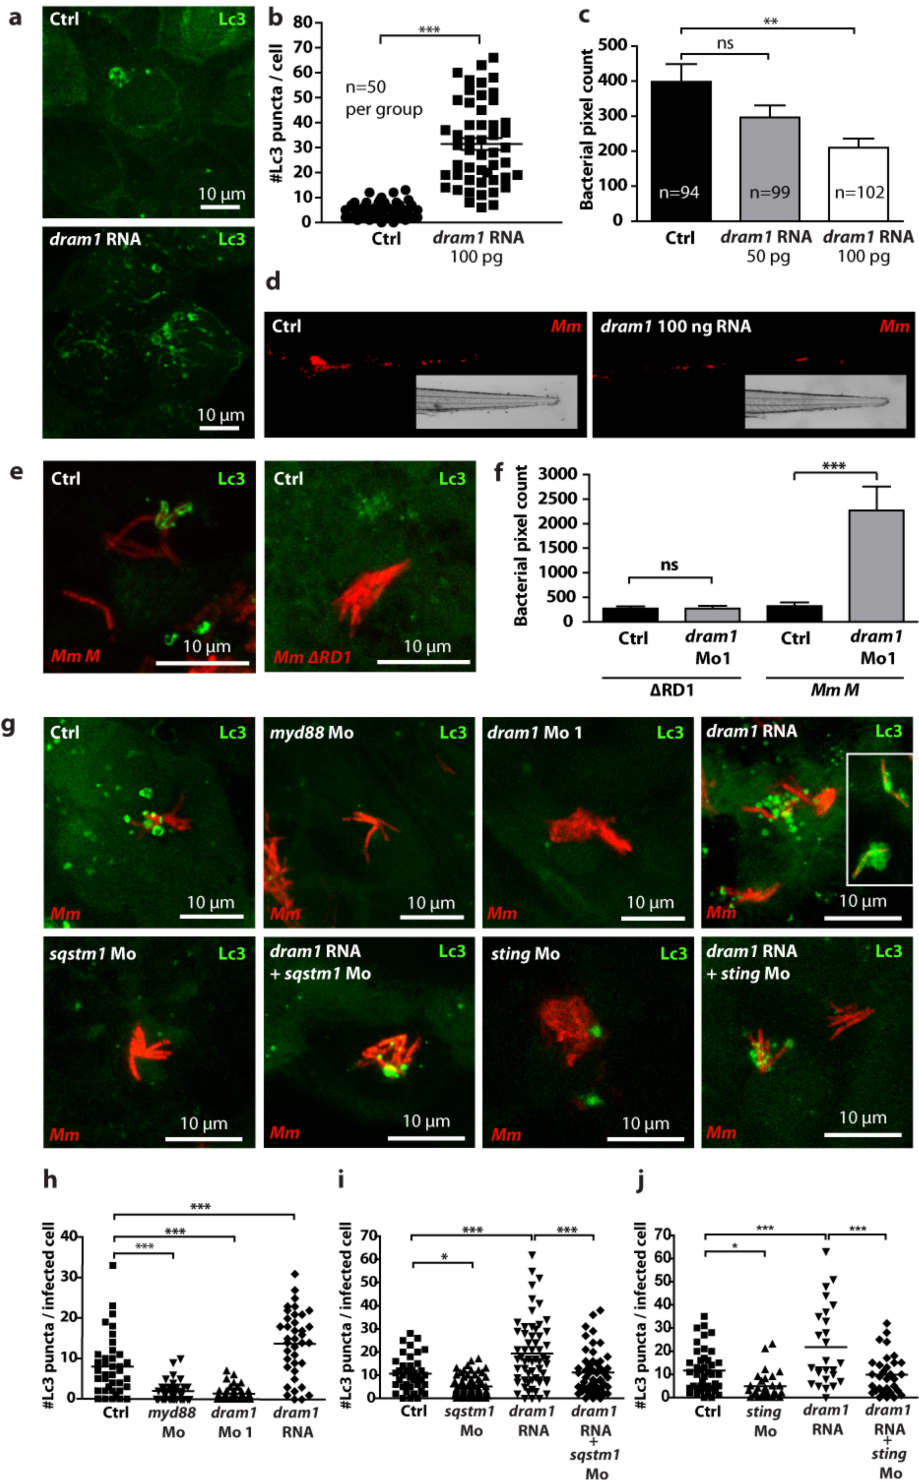 a
Ctrl
Lc3
10 µm
dram1 RNA
Lc3
10 µm
b
#Lc3 puncta / cell
80
70
60
50
40
30
20
10
0
***
n=50
per group
Ctrl
dram1 RNA
100 pg
c
Bacterial pixel count
500
400
300
200
100
0
**
ns
n=94
n=99
n=102
Ctrl
dram1 RNA
50 pg
dram1 RNA
100 pg
d
Ctrl
Mm
dram1 100 ng RNA
Mm
e
Ctrl
Lc3
Mm M
10 µm
Ctrl
Lc3
Mm ΔRD1
10 µm
f
Bacterial pixel count
3000
2500
2000
1500
1000
500
0
ns
***
Ctrl
dram1
Mo1
Ctrl
dram1
Mo1
ΔRD1
Mm M
g
Ctrl
Lc3
Mm
10 µm
myd88 Mo
Lc3
Mm
10 µm
dram1 Mo 1
Lc3
Mm
10 µm
dram1 RNA
Lc3
Mm
10 µm
sqstm1 Mo
Lc3
Mm
10 µm
dram1 RNA
+ sqstm1 Mo
Lc3
Mm
10 µm
sting Mo
Lc3
Mm
10 µm
dram1 RNA
+ sting Mo
Lc3
Mm
10 µm
h
#Lc3 puncta / infected cell
40
30
20
10
0
***
***
***
Ctrl
myd88
Mo
dram1
Mo 1
dram1
RNA
i
#Lc3 puncta / infected cell
70
60
50
40
30
20
10
0
***
***
*
Ctrl
sqstm1
Mo
dram1
RNA
dram1
RNA
+
sqstm1
Mo
j
#Lc3 puncta / infected cell
70
60
50
40
30
20
10
0
***
***
*
Ctrl
sting
Mo
dram1
RNA
dram1
RNA
+
sting
Mo